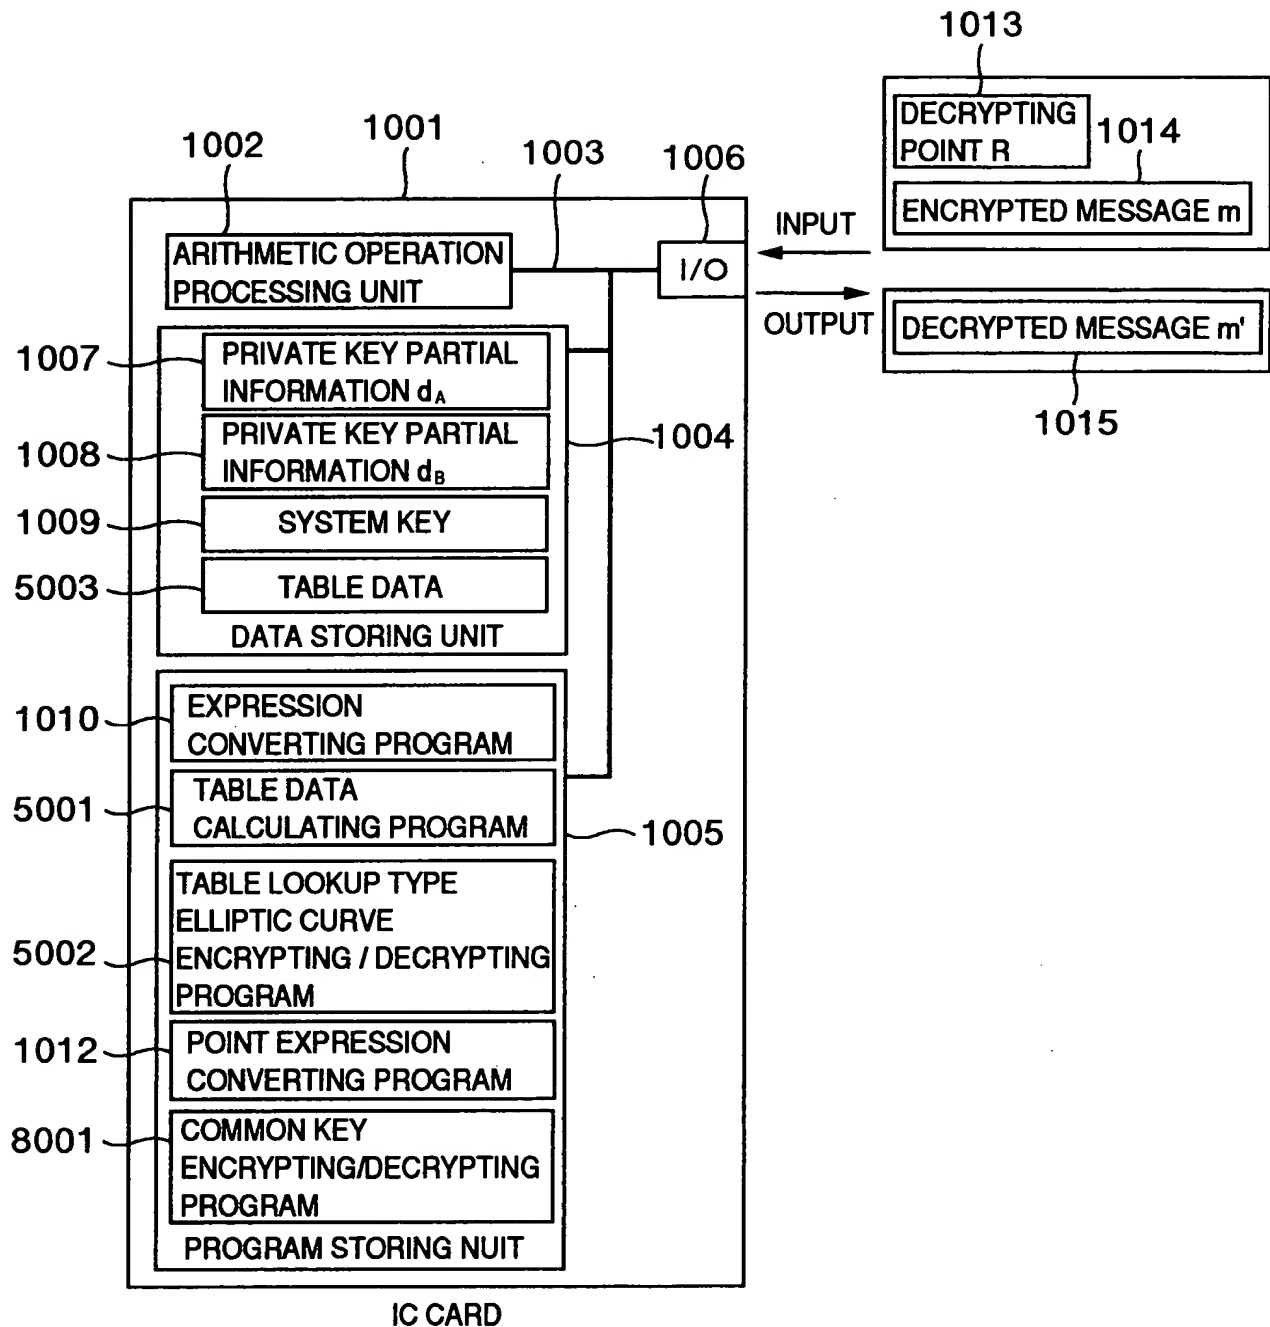 1013
1001
1002
1003
1006
DECRYPTING
POINT R
1014
ENCRYPTED MESSAGE m
INPUT
ARITHMETIC OPERATION
PROCESSING UNIT
I/O
OUTPUT
DECRYPTED MESSAGE m'
1015
1007
PRIVATE KEY PARTIAL
INFORMATION dA
1004
1008
PRIVATE KEY PARTIAL
INFORMATION dB
1009
SYSTEM KEY
5003
TABLE DATA
DATA STORING UNIT
1010
EXPRESSION
CONVERTING PROGRAM
5001
TABLE DATA
CALCULATING PROGRAM
1005
5002
TABLE LOOKUP TYPE
ELLIPTIC CURVE
ENCRYPTING / DECRYPTING
PROGRAM
1012
POINT EXPRESSION
CONVERTING PROGRAM
8001
COMMON KEY
ENCRYPTING/DECRYPTING
PROGRAM
PROGRAM STORING NUIT
IC CARD